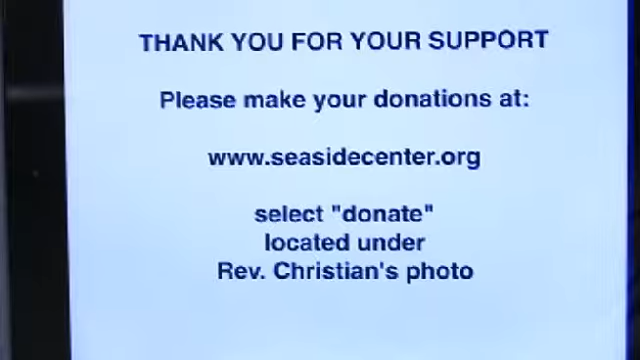 THANK YOU FOR YOUR SUPPORT
Please make your donations at:
www.seasidecenter.org
select "donate"
located under
Rev. Christian's photo